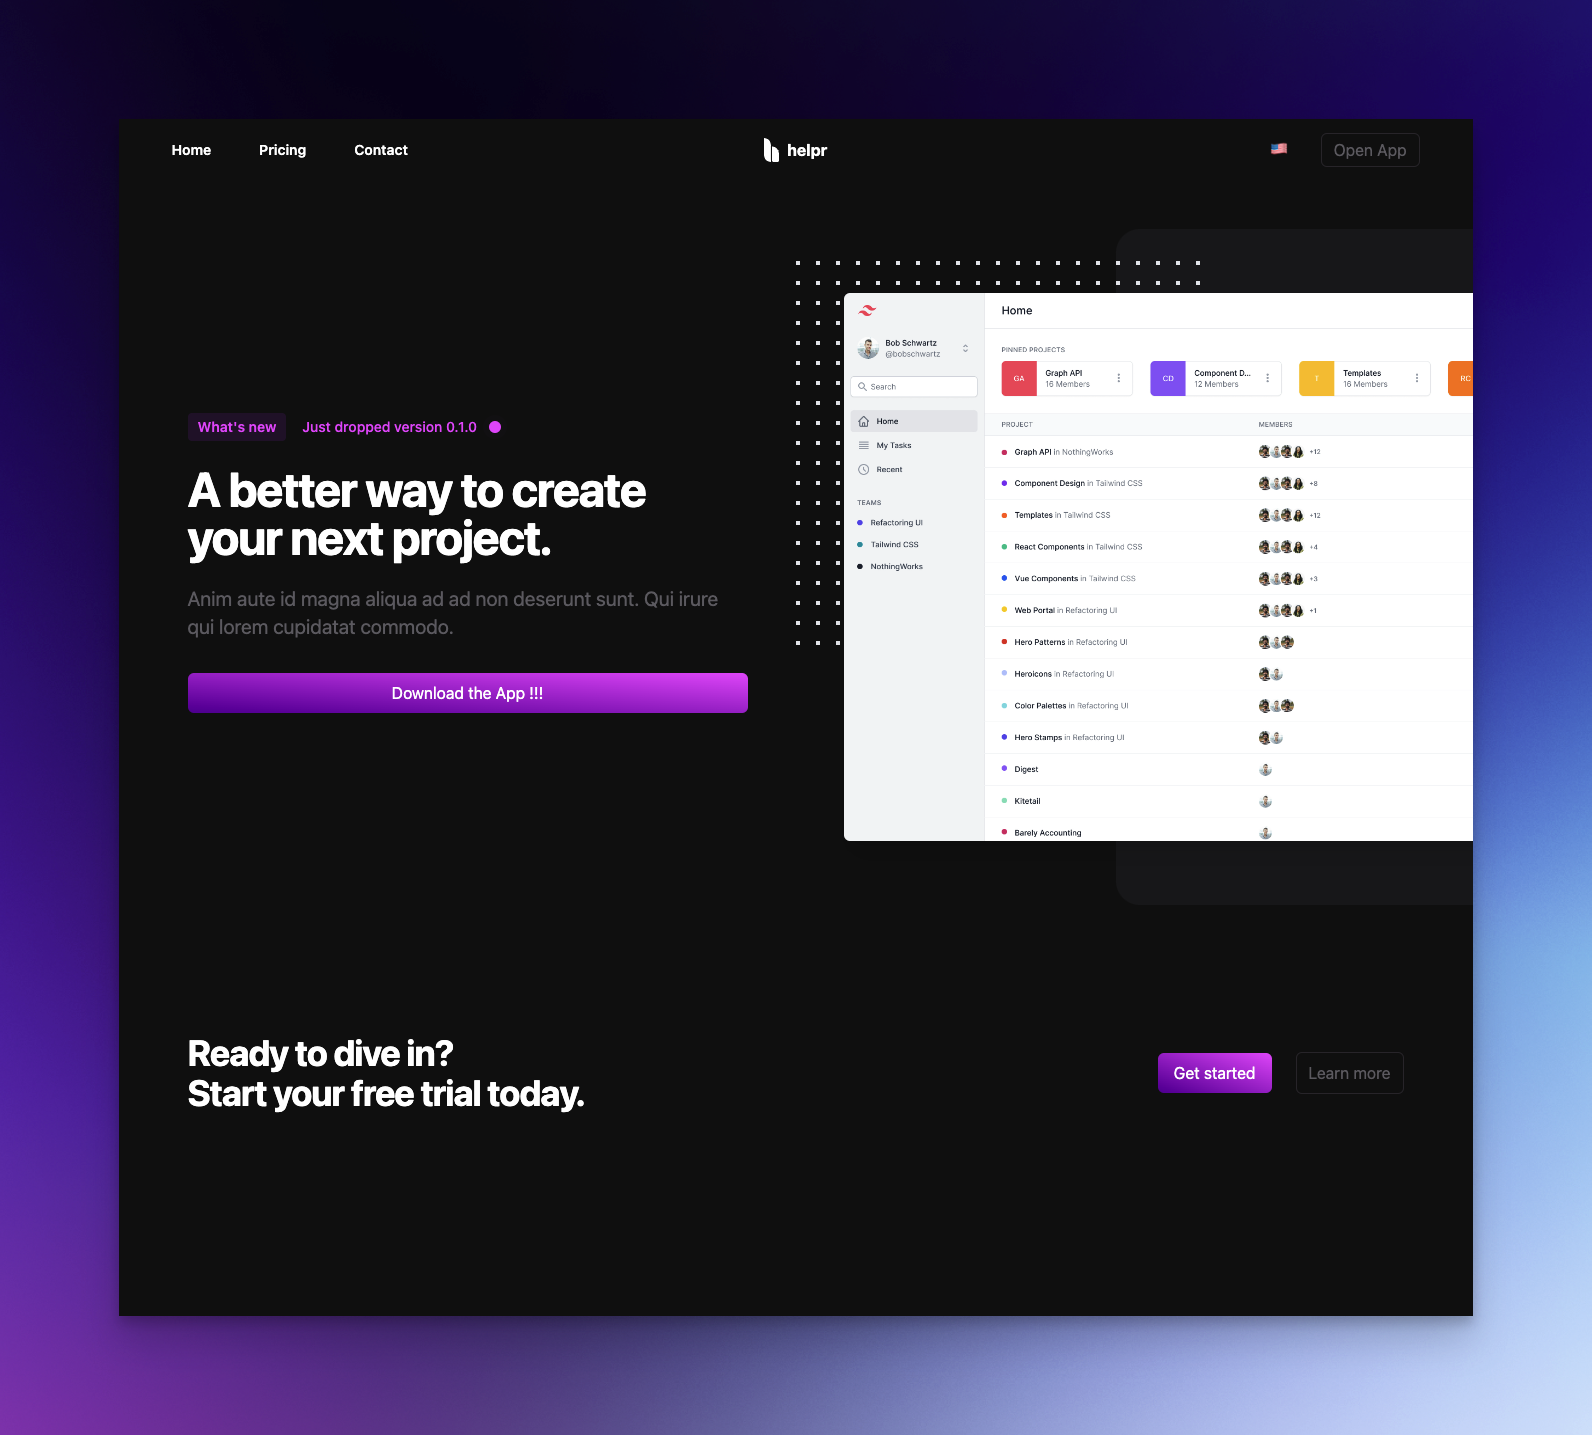 Home Pricing Contact helpr Open App
What's new Just dropped version 0.1.0
A better way to create
your next project.
Anim aute id magna aliqua ad ad non deserunt sunt. Qui irure
qui lorem cupidatat commodo.
Download the App !!!
Bob Schwartz
@bobschwartz
Search
Home
My Tasks
Recent
TEAMS
Refactoring UI
Tailwind CSS
NothingWorks
Home
PINNED PROJECTS
GA Graph API
16 Members
CD Component D...
12 Members
T Templates
16 Members
RC
PROJECT MEMBERS
Graph API in NothingWorks +12
Component Design in Tailwind CSS +8
Templates in Tailwind CSS +12
React Components in Tailwind CSS +4
Vue Components in Tailwind CSS +3
Web Portal in Refactoring UI +1
Hero Patterns in Refactoring UI
Heroicons in Refactoring UI
Color Palettes in Refactoring UI
Hero Stamps in Refactoring UI
Digest
Kitetail
Barely Accounting
Ready to dive in?
Start your free trial today.
Get started Learn more